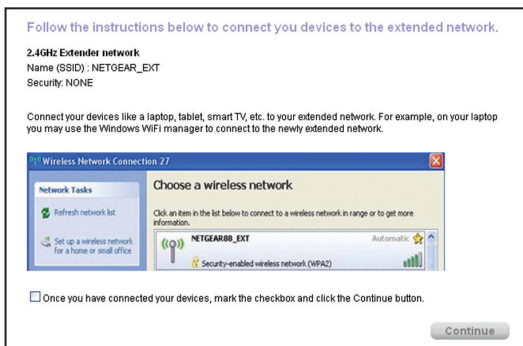 Follow the instructions below to connect you devices to the extended network.
2.4GHz Extender network
Name (SSID) : NETGEAR_EXT
Security: NONE
Connect your devices like a laptop, tablet, smart TV, etc. to your extended network. For example, on your laptop
you may use the Windows WiFi manager to connect to the newly extended network.
Wireless Network Connection 27
Network Tasks
Refresh network list
Set up a wireless network
for a home or small office
Choose a wireless network
Click an item in the list below to connect to a wireless network in range or to get more
information.
NETGEAR88_EXT Automatic
Security-enabled wireless network (WPA2)
Once you have connected your devices, mark the checkbox and click the Continue button.
Continue